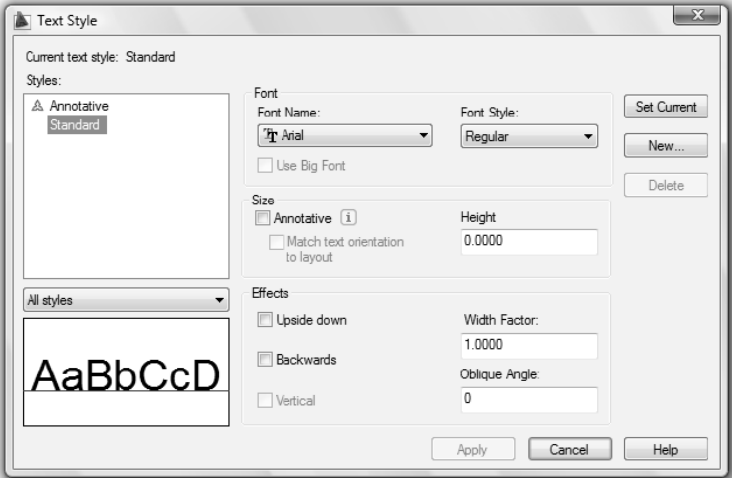 Text Style
X
Current text style: Standard
Styles:
Annotative
Standard
All styles
AaBbCcD
Font
Font Name:
Arial
Use Big Font
Font Style:
Regular
Size
Annotative i
Match text orientation
to layout
Height
0.0000
Effects
Upside down
Backwards
Vertical
Width Factor:
1.0000
Oblique Angle:
0
Set Current
New...
Delete
Apply
Cancel
Help